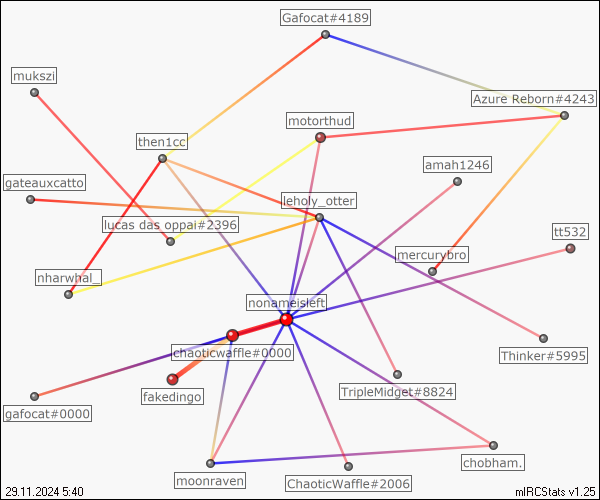 Gafocat#4189
mukszi
Azure Reborn#4243
motorthud
then1cc
amah1246
gateauxcatto
leholy_otter
lucas das oppai#2396
tt532
mercurybro
nharwhal_
nonameisleft
chaoticwaffle#0000
Thinker#5995
TripleMidget#8824
fakedingo
gafocat#0000
chobham.
moonraven
ChaoticWaffle#2006
29.11.2024 5:40
mIRCStats v1.25